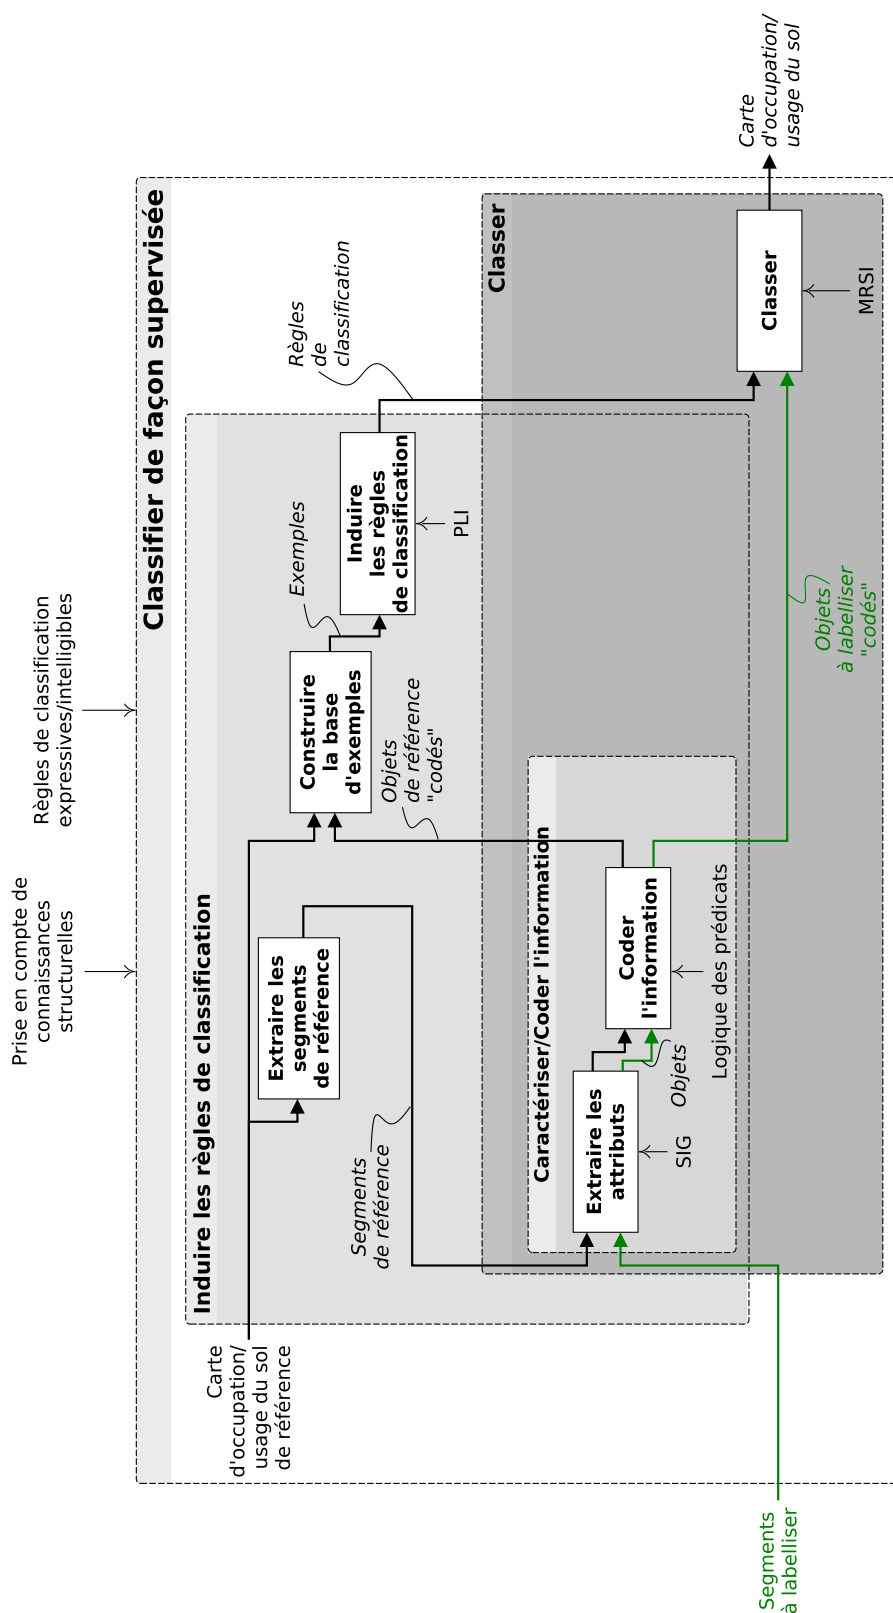 Prise en compte de
connaissances
structurelles
Règles de classification
expressives/intelligibles
Classifier de façon supervisée
Induire les règles de classification
Carte
d'occupation/
usage du sol
de référence
Extraire les
segments
de référence
Segments
de référence
Construire
la base
d'exemples
Objets
de référence
"codés"
Exemples
Induire
les règles
de classification
PLI
Règles
de
classification
Classer
Caractériser/Coder l'information
Extraire les
attributs
SIG
Objets
Coder
l'information
Logique des prédicats
Segments
à labelliser
Objets
à labelliser
"codés"
Classer
MRSI
Carte
d'occupation/
usage du sol